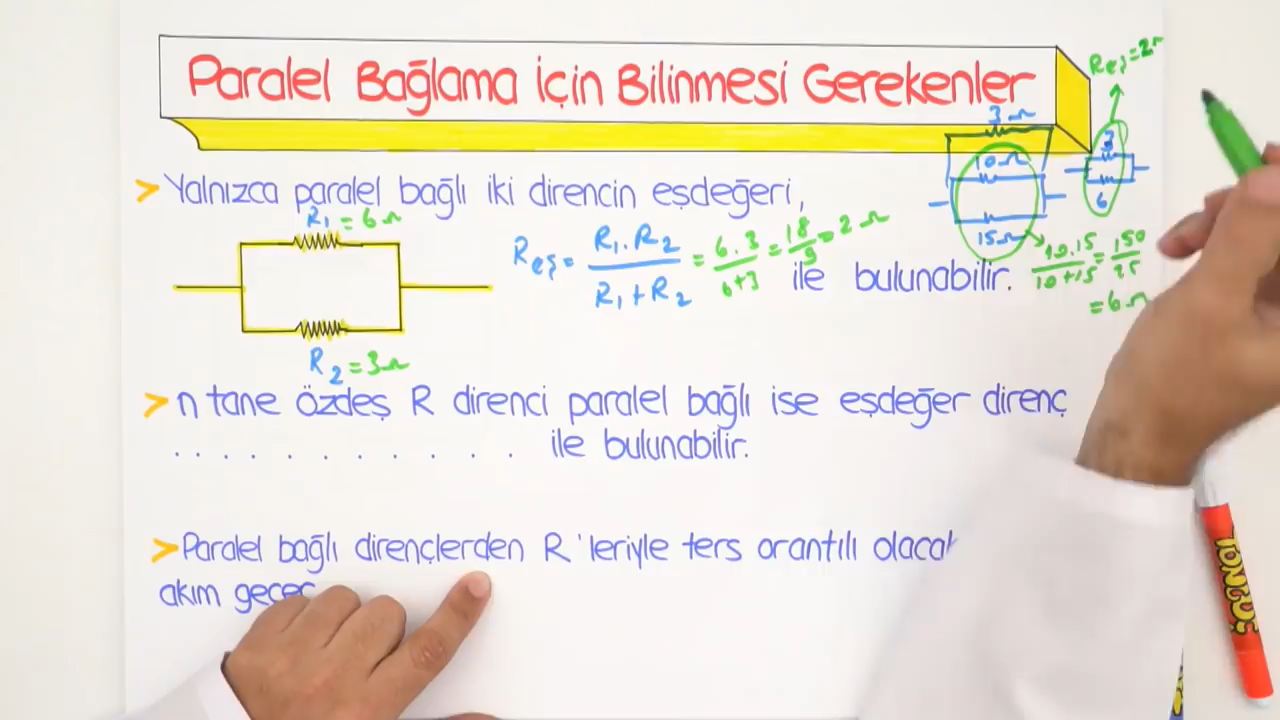 Paralel Bağlama İçin Bilinmesi Gerekenler
Reş=2Ω
3Ω
10Ω
15Ω
3
6
10.15/10+15=150/25
=6Ω
> Yalnızca paralel bağlı iki direncin eşdeğeri,
R1=6Ω
Reş=R1.R2/R1+R2=6.3/6+3=18/9=2Ω
ile bulunabilir.
R2=3Ω
> n tane özdeş R direnci paralel bağlı ise eşdeğer direnç
. . . . . . . . . . . . . ile bulunabilir.
> Paralel bağlı dirençlerden R'leriyle ters orantılı
akım geçer
TONGUÇ